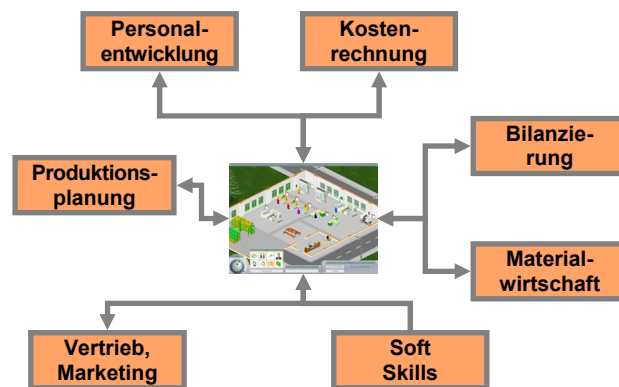 Personal-
entwicklung
Kosten-
rechnung
Bilanzie-
rung
Produktions-
planung
Material-
wirtschaft
Vertrieb,
Marketing
Soft
Skills